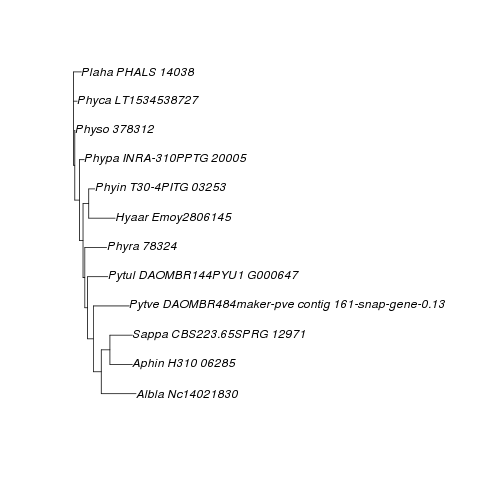 Plaha PHALS 14038
Phyca LT1534538727
Physo 378312
Phypa INRA-310PPTG 20005
Phyin T30-4PITG 03253
Hyaar Emoy2806145
Phyra 78324
Pytul DAOMBR144PYU1 G000647
Pytve DAOMBR484maker-pve contig 161-snap-gene-0.13
Sappa CBS223.65SPRG 12971
Aphin H310 06285
Albla Nc14021830